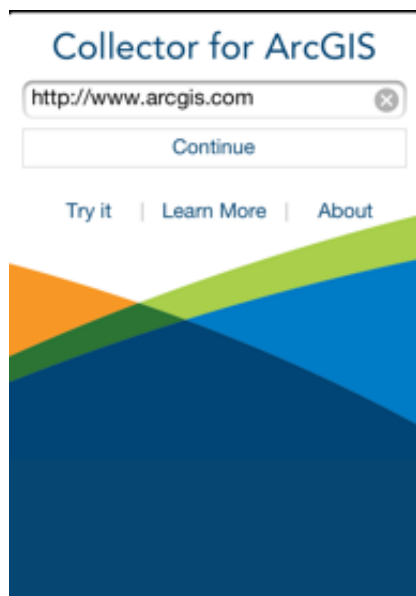 Collector for ArcGIS
http://www.arcgis.com
Continue
Try it | Learn More | About